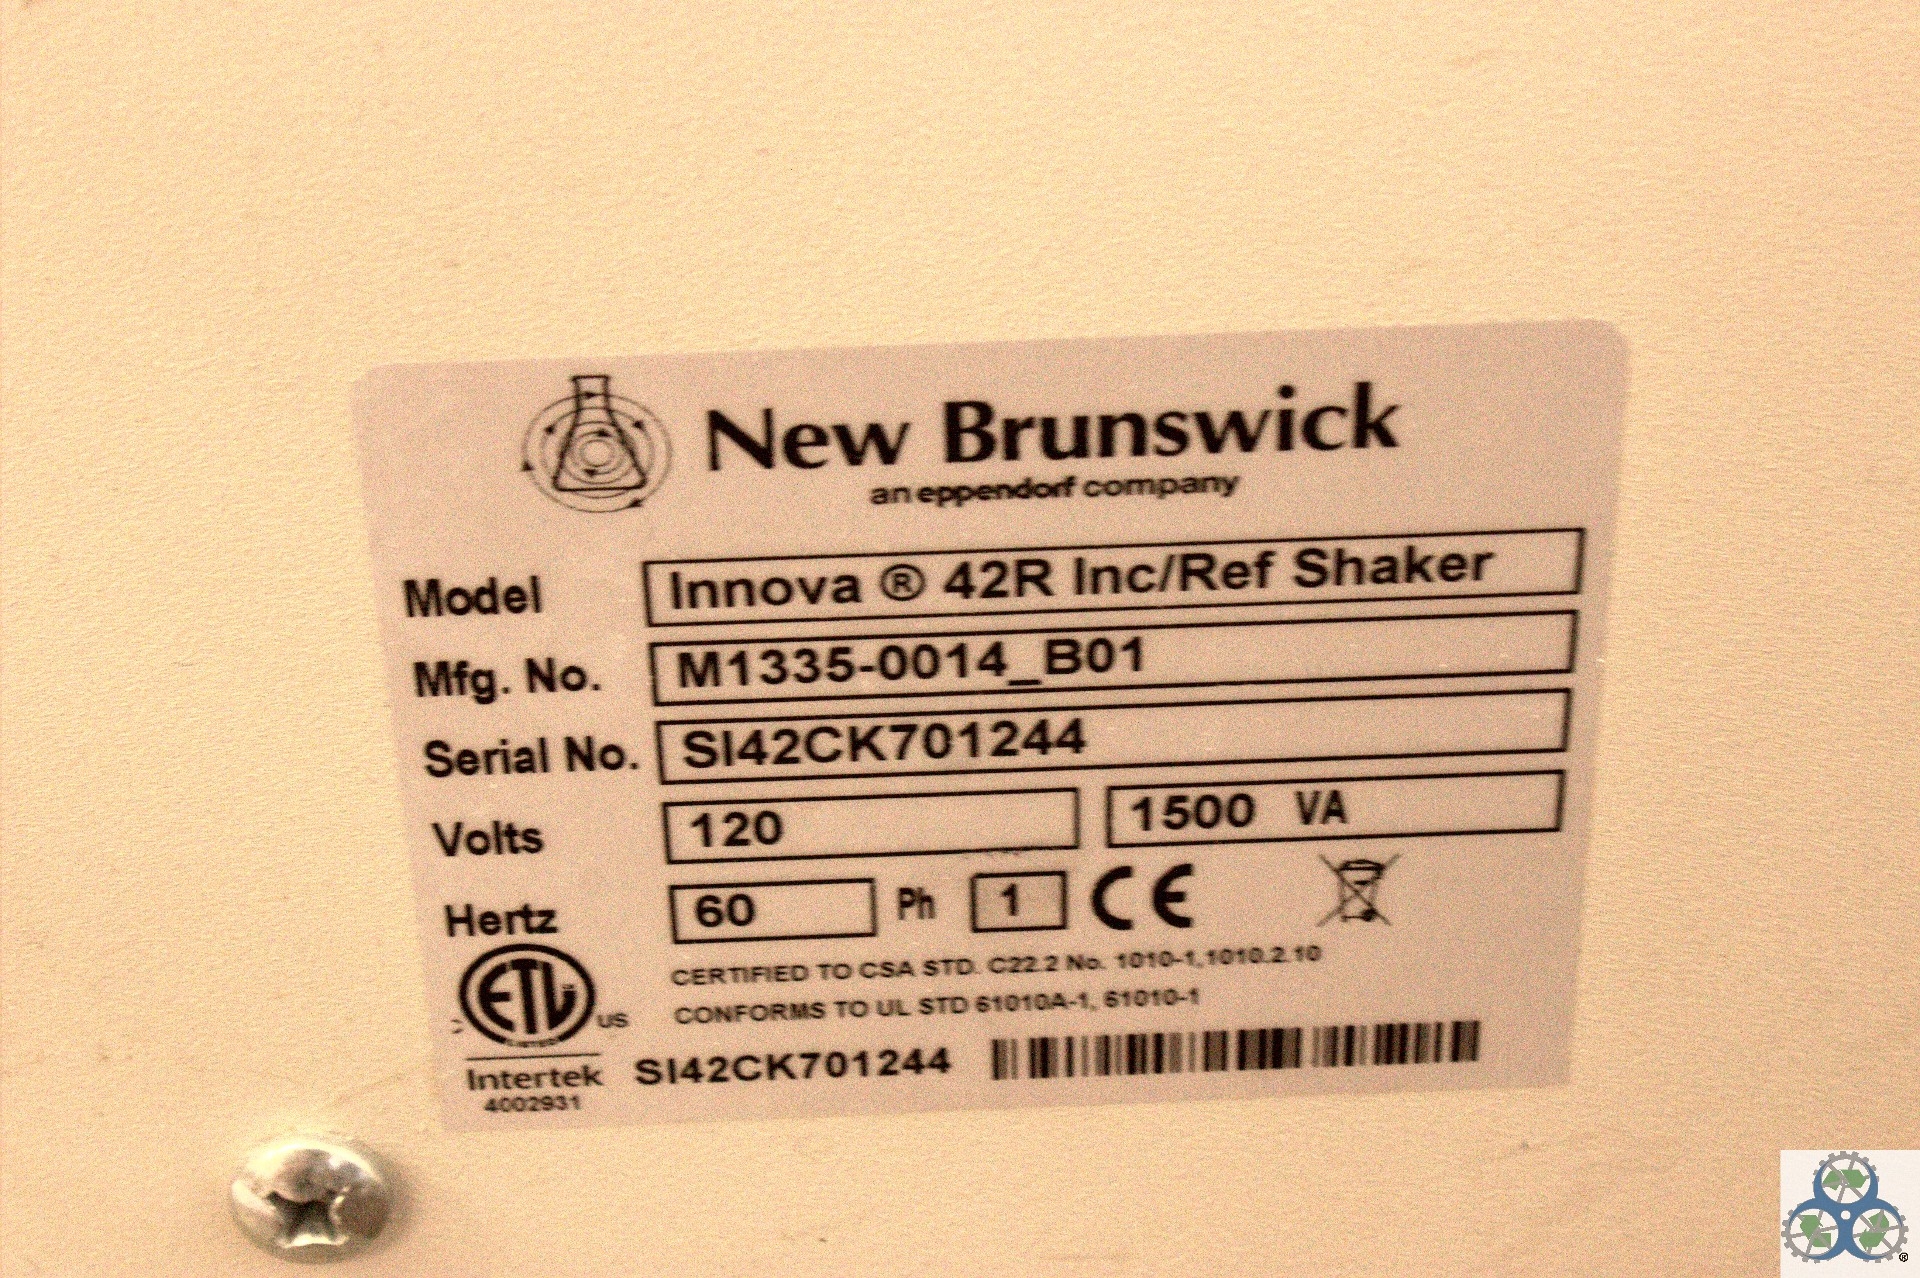 New Brunswick
an eppendorf company
Model Innova ® 42R Inc/Ref Shaker
Mfg. No. M1335-0014_B01
Serial No. SI42CK701244
Volts 120 1500 VA
Hertz 60 Ph 1 CE
CERTIFIED TO CSA STD. C22.2 No. 1010-1,1010.2.10
CONFORMS TO UL STD 61010A-1, 61010-1
C ETL US
Intertek
4002931
SI42CK701244
®